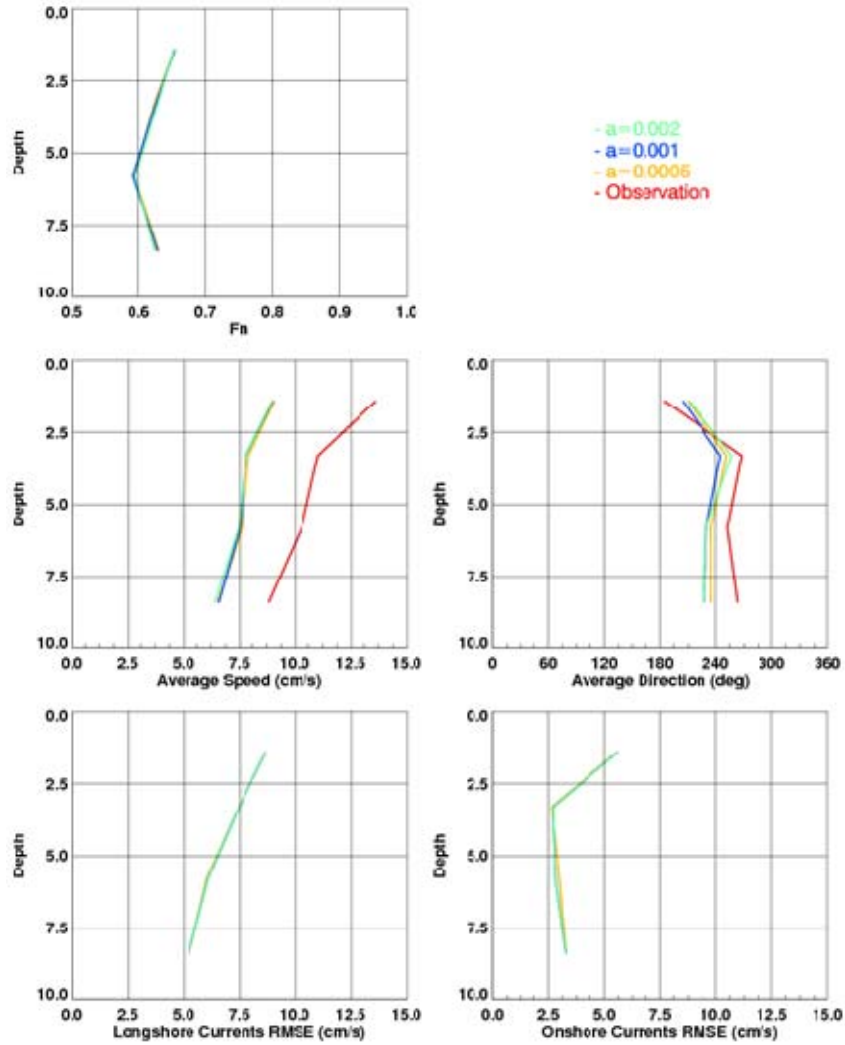 0.0
2.5
5.0
7.5
10.0
Depth
0.5 0.6 0.7 0.8 0.9 1.0
Fn
- a=0.002
- a=0.001
- a=0.0006
- Observation
0.0
2.5
5.0
7.5
10.0
Depth
0.0 2.5 5.0 7.5 10.0 12.5 15.0
Average Speed (cm/s)
0.0
2.5
5.0
7.5
10.0
Depth
0 60 120 180 240 300 360
Average Direction (deg)
0.0
2.5
5.0
7.5
10.0
Depth
0.0 2.5 5.0 7.5 10.0 12.5 15.0
Longshore Currents RMSE (cm/s)
0.0
2.5
5.0
7.5
10.0
Depth
0.0 2.5 5.0 7.5 10.0 12.5 15.0
Onshore Currents RMSE (cm/s)